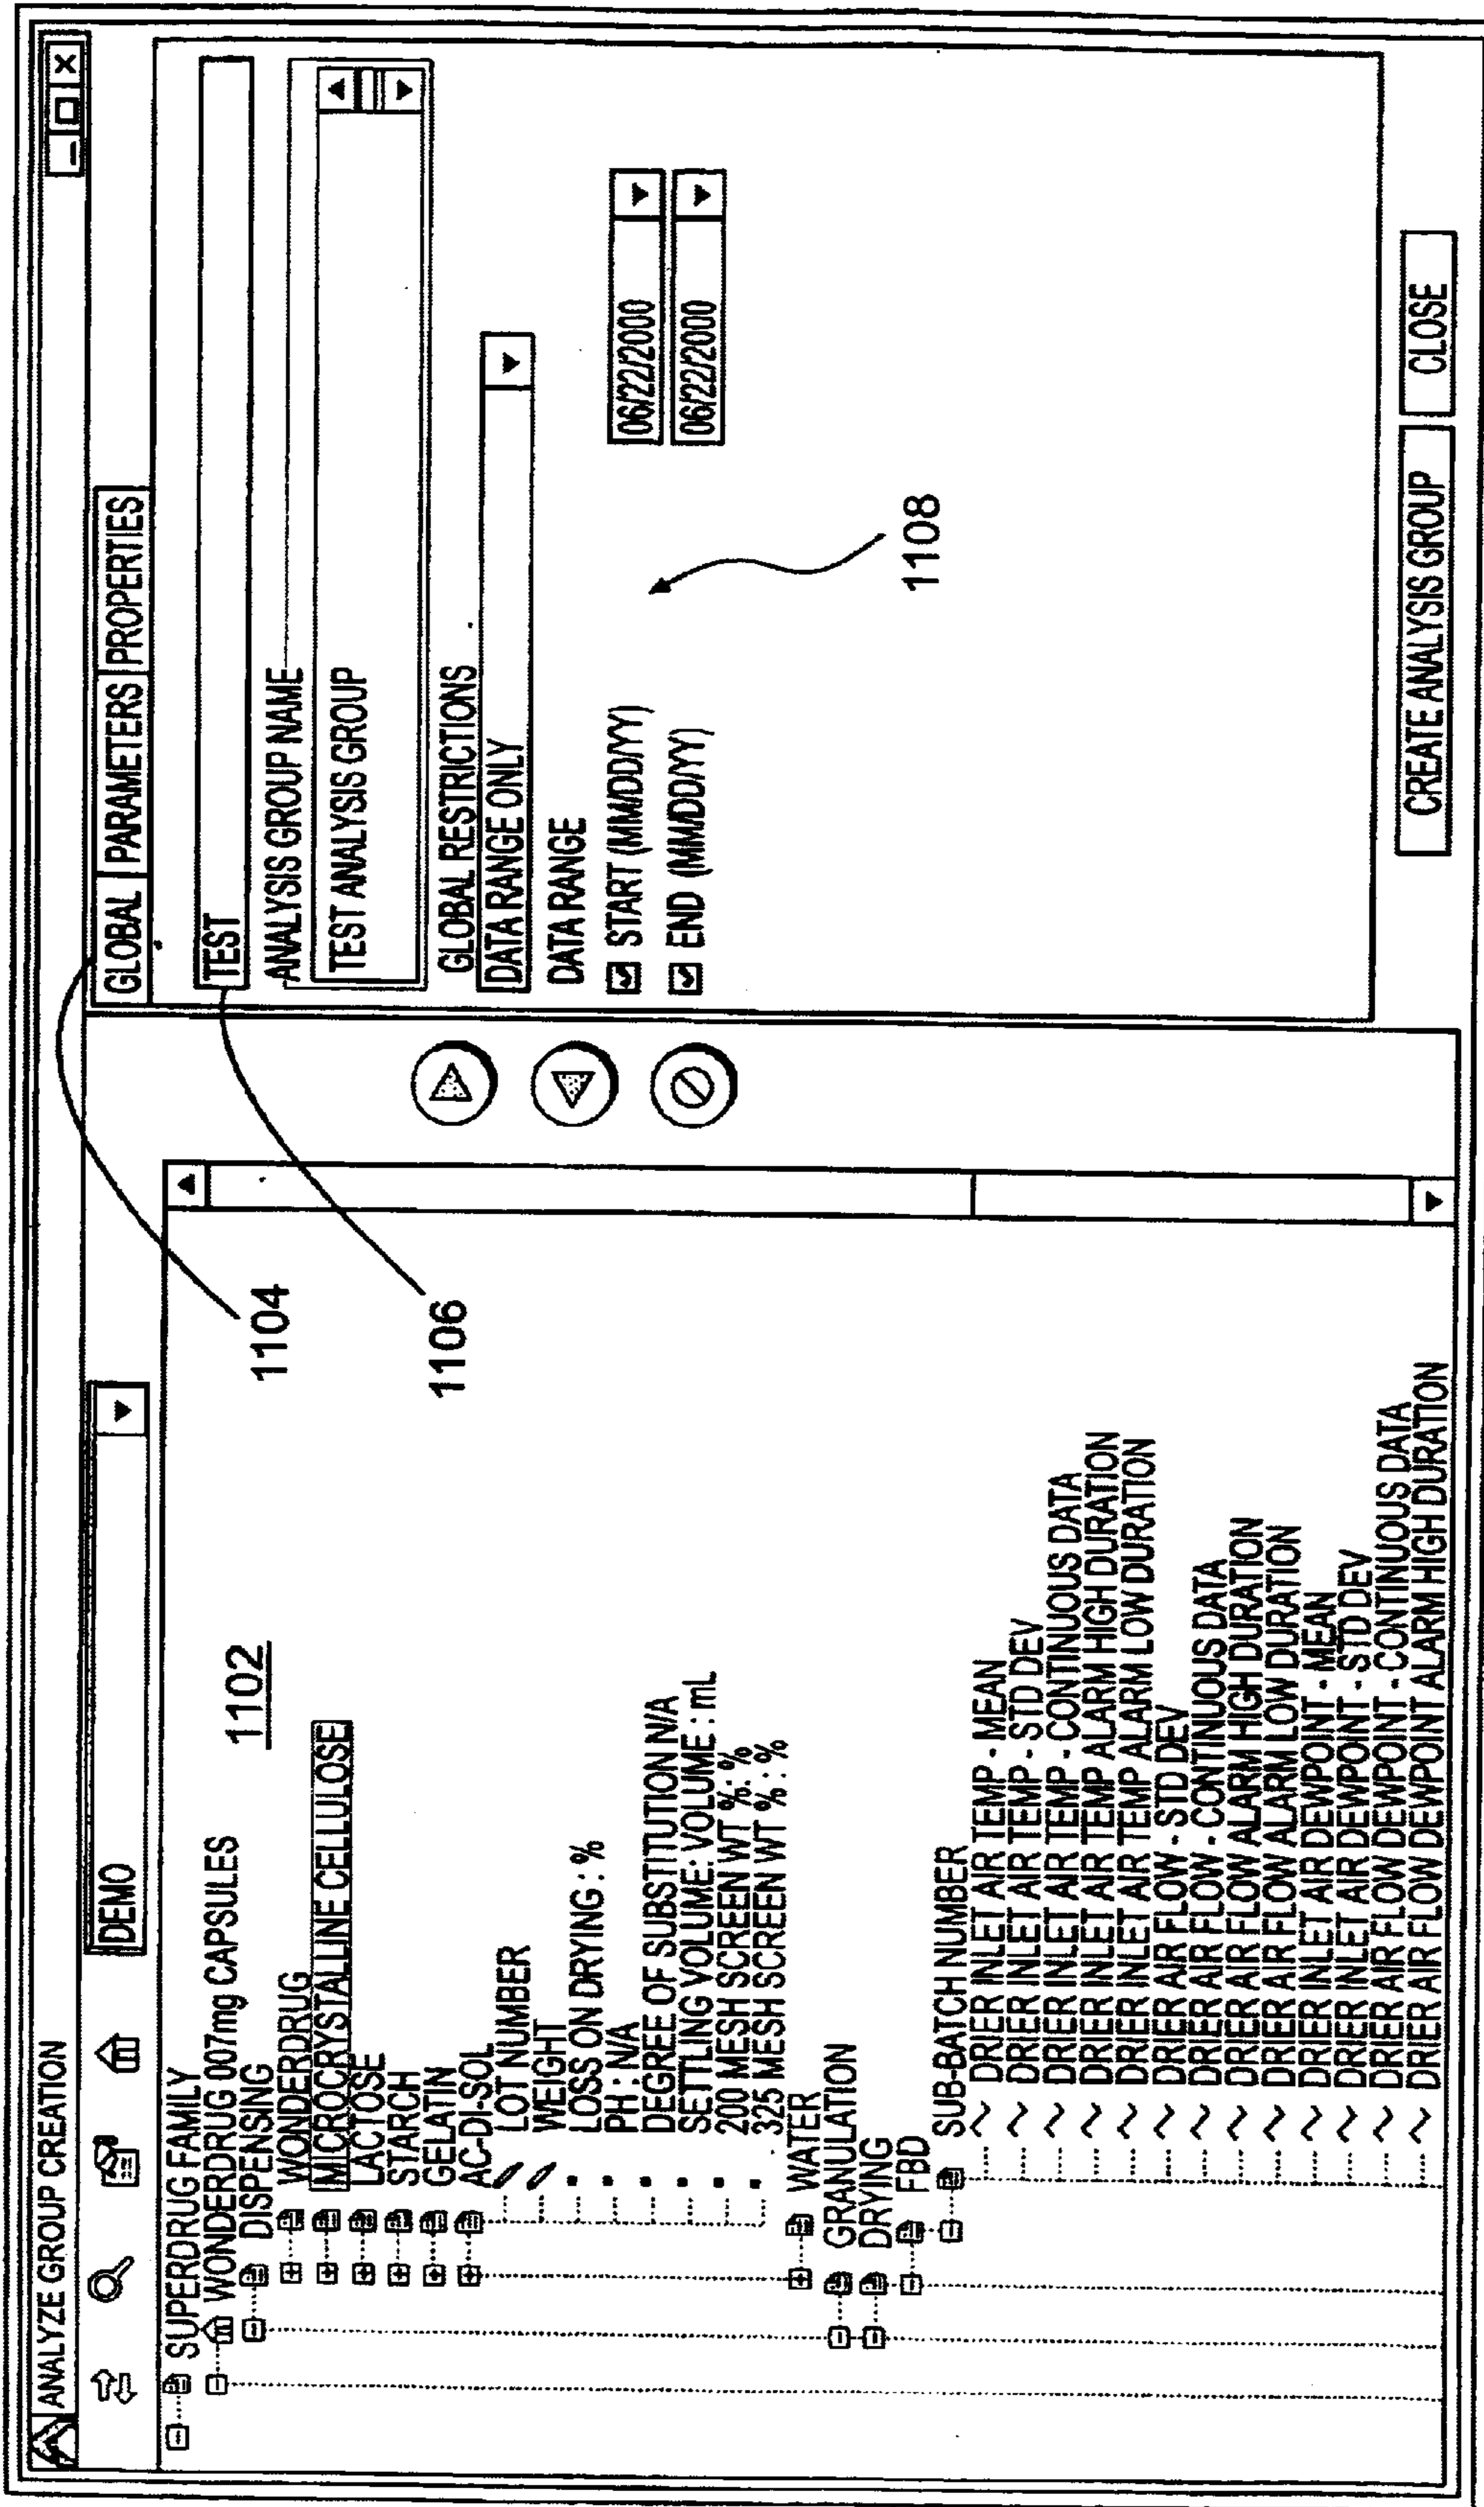 ANALYZE GROUP CREATION
DEMO
SUPERDRUG FAMILY
WONDERDRUG 007mg CAPSULES
DISPENSING
WONDERDRUG
MICROCRYSTALLINE CELLULOSE
LACTOSE
STARCH
GELATIN
AC-DI-SOL
LOT NUMBER
WEIGHT
LOSS ON DRYING : %
PH : N/A
DEGREE OF SUBSTITUTION N/A
SETTLING VOLUME: VOLUME : mL
200 MESH SCREEN WT %: %
325 MESH SCREEN WT % : %
WATER
GRANULATION
DRYING
FBD
SUB-BATCH NUMBER
DRIER INLET AIR TEMP - MEAN
DRIER INLET AIR TEMP - STD DEV
DRIER INLET AIR TEMP - CONTINUOUS DATA
DRIER INLET AIR TEMP ALARM HIGH DURATION
DRIER INLET AIR TEMP ALARM LOW DURATION
DRIER AIR FLOW - STD DEV
DRIER AIR FLOW - CONTINUOUS DATA
DRIER AIR FLOW ALARM HIGH DURATION
DRIER AIR FLOW ALARM LOW DURATION
DRIER INLET AIR DEWPOINT - MEAN
DRIER INLET AIR DEWPOINT - STD DEV
DRIER AIR FLOW DEWPOINT - CONTINUOUS DATA
DRIER AIR FLOW DEWPOINT ALARM HIGH DURATION
1102
1104
1106
GLOBAL PARAMETERS PROPERTIES
TEST
ANALYSIS GROUP NAME
TEST ANALYSIS GROUP
GLOBAL RESTRICTIONS
DATA RANGE ONLY
DATA RANGE
START (MM/DD/YY) 06/22/2000
END (MM/DD/YY) 06/22/2000
1108
CREATE ANALYSIS GROUP CLOSE